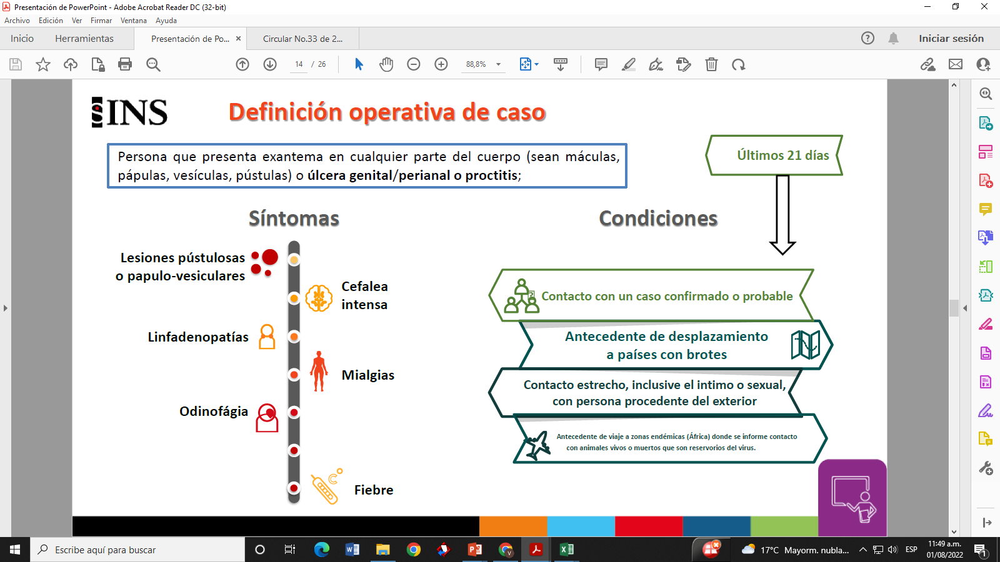 Presentación de PowerPoint - Adobe Acrobat Reader DC (32-bit)
Archivo Edición Ver Firmar Ventana Ayuda
Inicio Herramientas Presentación de Po... × Circular No.33 de 2... Iniciar sesión
14 / 26 88,8%
INS
Definición operativa de caso
Persona que presenta exantema en cualquier parte del cuerpo (sean máculas,
pápulas, vesículas, pústulas) o úlcera genital/perianal o proctitis;
Últimos 21 días
Síntomas
Lesiones pústulosas
o papulo-vesiculares
Cefalea
intensa
Linfadenopatías
Mialgias
Odinofágia
C
Fiebre
Condiciones
Contacto con un caso confirmado o probable
Antecedente de desplazamiento
a países con brotes
Contacto estrecho, inclusive el intimo o sexual,
con persona procedente del exterior
Antecedente de viaje a zonas endémicas (África) donde se informe contacto
con animales vivos o muertos que son reservorios del virus.
Escribe aquí para buscar
17°C Mayorm. nubla...
ESP
11:49 a.m.
01/08/2022
1